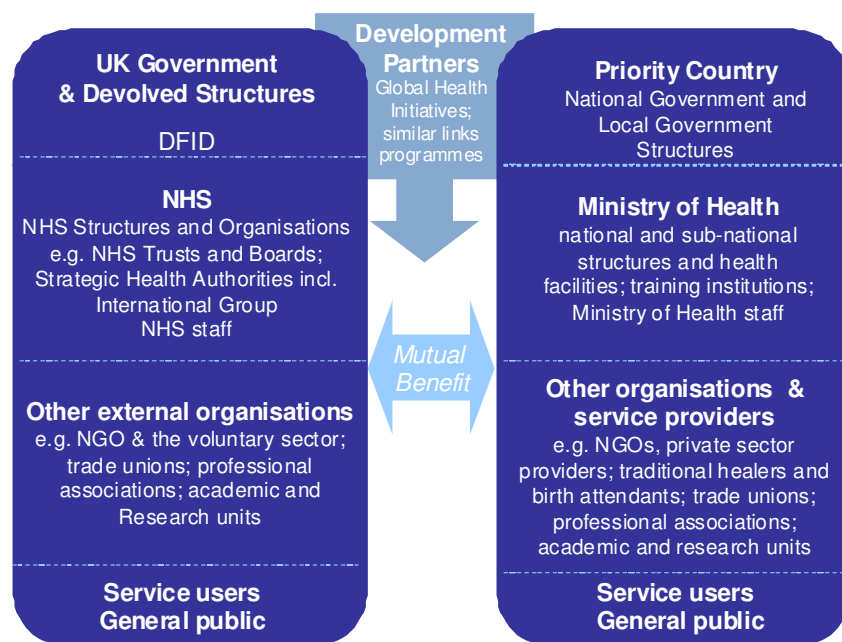 UK Government
& Devolved Structures
DFID
NHS
NHS Structures and Organisations
e.g. NHS Trusts and Boards;
Strategic Health Authorities incl.
International Group
NHS staff
Other external organisations
e.g. NGO & the voluntary sector;
trade unions; professional
associations; academic and
Research units
Service users
General public
Development
Partners
Global Health
Initiatives;
similar links
programmes
Mutual
Benefit
Priority Country
National Government and
Local Government
Structures
Ministry of Health
national and sub-national
structures and health
facilities; training institutions;
Ministry of Health staff
Other organisations &
service providers
e.g. NGOs, private sector
providers; traditional healers and
birth attendants; trade unions;
professional associations;
academic and research units
Service users
General public